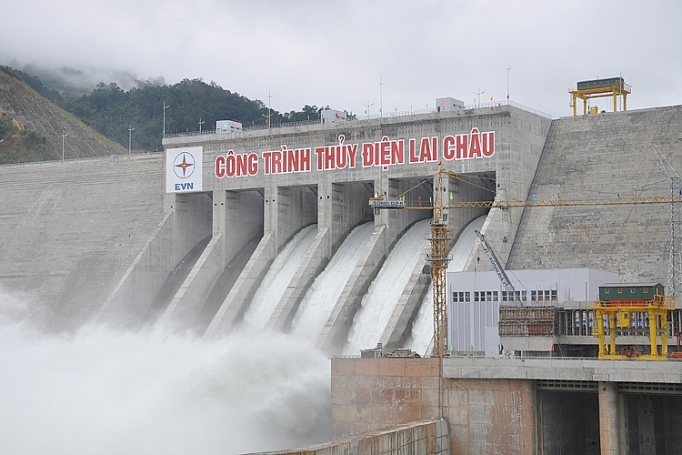 CÔNG TRÌNH THỦY ĐIỆN LAI CHÂU
EVN